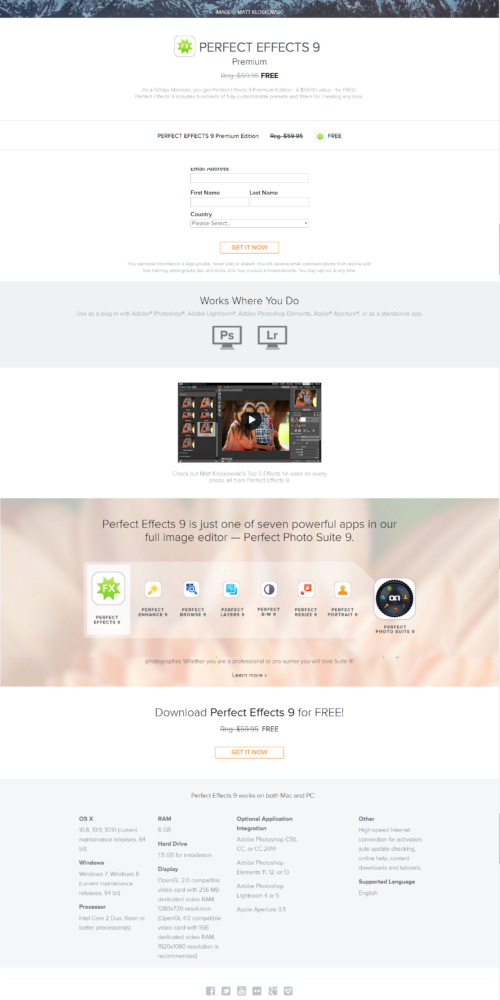 IMAGE © MATT KLOSKOWSKI
FX PERFECT EFFECTS 9
Premium
Reg. $59.95 FREE
As a 500px Member, you get Perfect Effects 9 Premium Edition - a $59.95 value - for FREE!
Perfect Effects 9 includes hundreds of fully customizable presets and filters for creating any look.
PERFECT EFFECTS 9 Premium Edition Reg. $59.95 FREE
Email Address
First Name Last Name
Country
Please Select...
GET IT NOW
Your personal information is kept private, never sold or shared. You will receive email communications from onOne with
free training, photography tips and tricks, and new product announcements. You may opt out at any time.
Works Where You Do
Use as a plug-in with Adobe® Photoshop®, Adobe Lightroom®, Adobe Photoshop Elements, Apple® Aperture®, or as a standalone app.
Ps Lr
Check out Matt Kloskowski's Top 5 Effects he uses on every
photo, all from Perfect Effects 9.
Perfect Effects 9 is just one of seven powerful apps in our
full image editor — Perfect Photo Suite 9.
FX
on
PERFECT
EFFECTS 9
PERFECT
ENHANCE 9
PERFECT
BROWSE 9
PERFECT
LAYERS 9
PERFECT
B/W 9
PERFECT
RESIZE 9
PERFECT
PORTRAIT 9
PERFECT
PHOTO SUITE 9
photographer. Whether you are a professional or pro-sumer you will love Suite 9!
Learn more »
Download Perfect Effects 9 for FREE!
Reg. $59.95 FREE
GET IT NOW
Perfect Effects 9 works on both Mac and PC
OS X
10.8, 10.9, 10.10 (current
maintenance releases, 64
bit)
Windows
Windows 7, Windows 8
(current maintenance
releases, 64 bit)
Processor
Intel Core 2 Duo, Xeon or
better processor(s)
RAM
8 GB
Hard Drive
1.5 GB for installation
Display
OpenGL 2.0 compatible
video card with 256 MB
dedicated video RAM,
1280x720 resolution
(OpenGL 4.0 compatible
video card with 1GB
dedicated video RAM,
1920x1080 resolution is
recommended)
Optional Application
Integration
Adobe Photoshop CS6,
CC, or CC 2014
Adobe Photoshop
Elements 11, 12, or 13
Adobe Photoshop
Lightroom 4 or 5
Apple Aperture 3.5
Other
High-speed Internet
connection for activation,
auto update checking,
online help, content
downloads and tutorials.
Supported Language
English